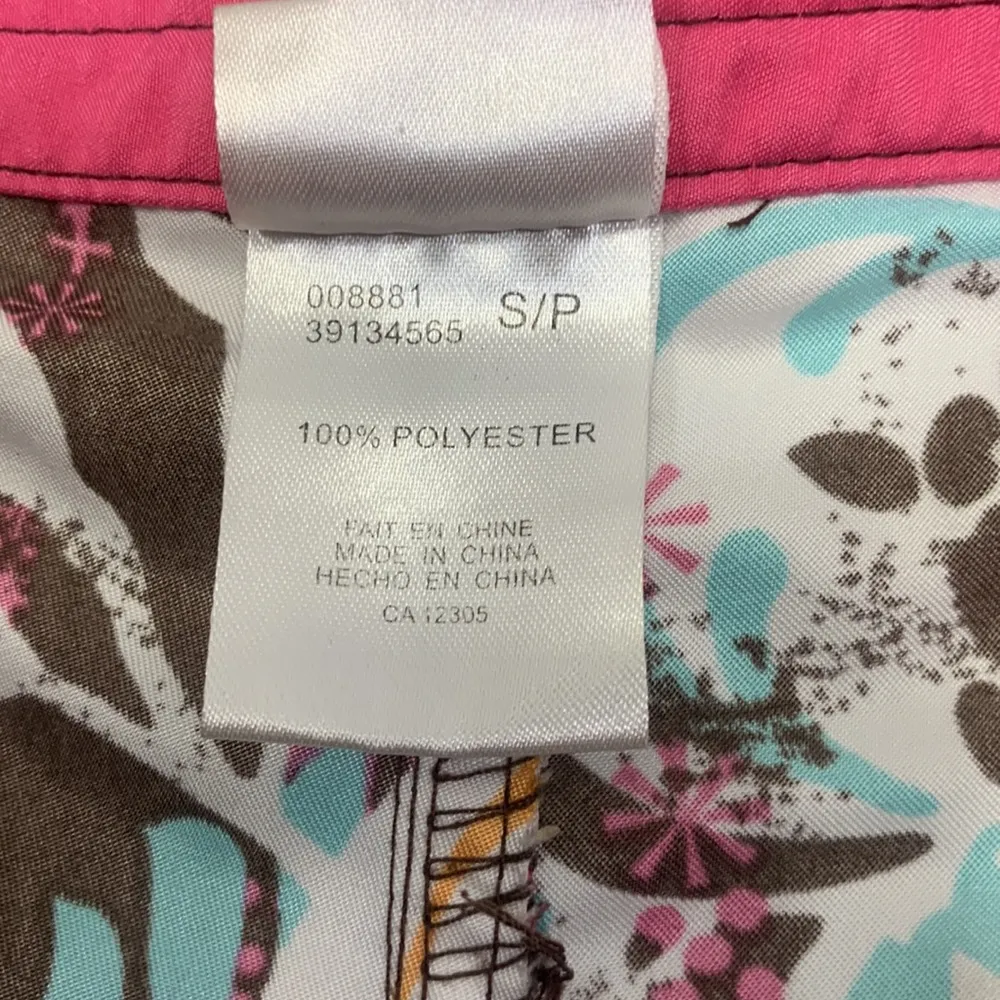 008881
39134565 S/P
100% POLYESTER
FAIT EN CHINE
MADE IN CHINA
HECHO EN CHINA
CA 12305